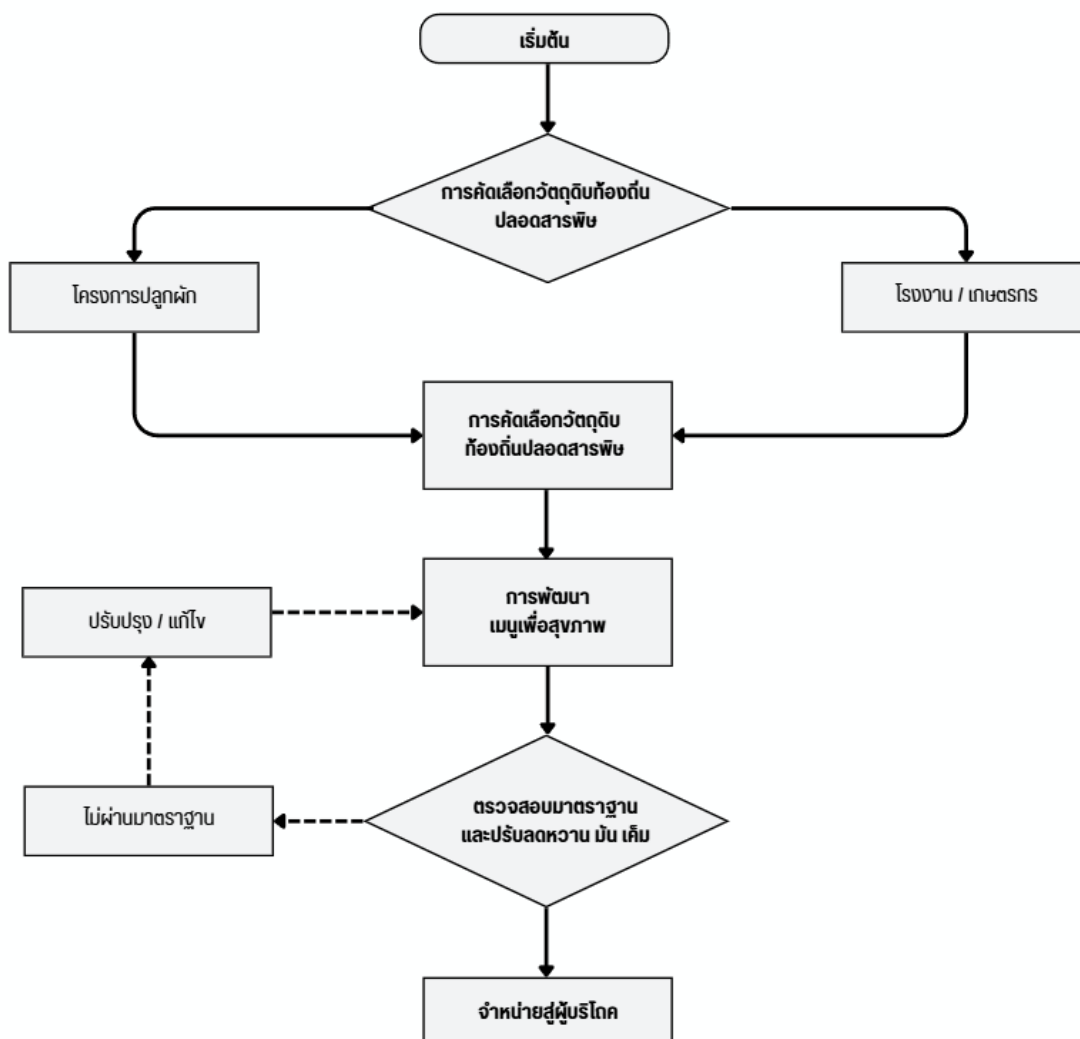 เริ่มต้น
การคัดเลือกวัตถุดิบท้องถิ่น
ปลอดสารพิษ
โครงการปลูกผัก
โรงงาน / เกษตรกร
การคัดเลือกวัตถุดิบ
ท้องถิ่นปลอดสารพิษ
การพัฒนา
เมนูเพื่อสุขภาพ
ปรับปรุง / แก้ไข
ไม่ผ่านมาตราฐาน
ตรวจสอบมาตราฐาน
และปรับลดหวาน มัน เค็ม
จำหน่ายสู่ผู้บริโภค